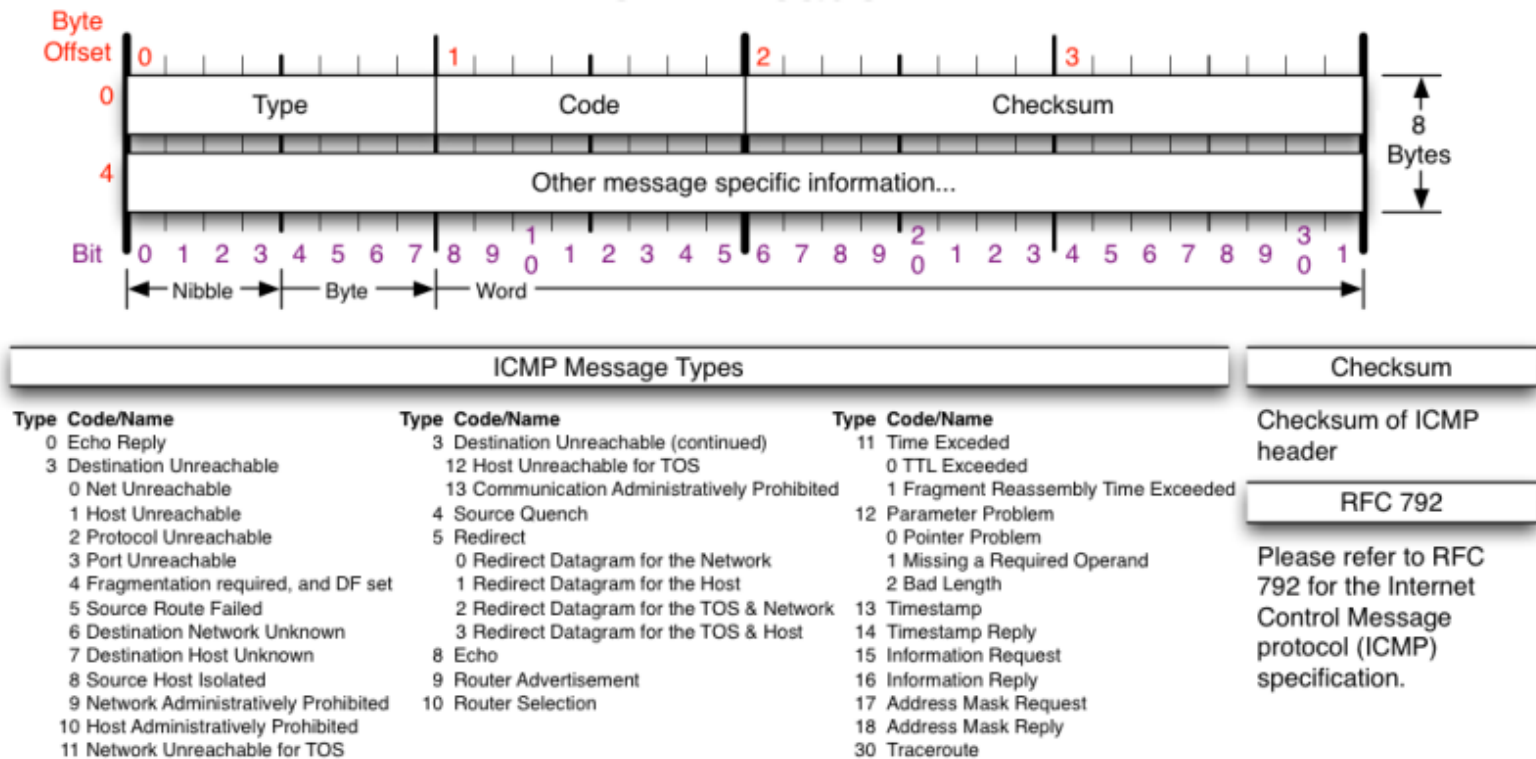 Byte
Offset
0 1 2 3
0
Type Code Checksum
8
Bytes
4
Other message specific information...
Bit 0 1 2 3 4 5 6 7 8 9 10 1 2 3 4 5 6 7 8 9 20 1 2 3 4 5 6 7 8 9 30 1
Nibble Byte Word
ICMP Message Types
Type Code/Name
0 Echo Reply
3 Destination Unreachable
0 Net Unreachable
1 Host Unreachable
2 Protocol Unreachable
3 Port Unreachable
4 Fragmentation required, and DF set
5 Source Route Failed
6 Destination Network Unknown
7 Destination Host Unknown
8 Source Host Isolated
9 Network Administratively Prohibited
10 Host Administratively Prohibited
11 Network Unreachable for TOS
Type Code/Name
3 Destination Unreachable (continued)
12 Host Unreachable for TOS
13 Communication Administratively Prohibited
4 Source Quench
5 Redirect
0 Redirect Datagram for the Network
1 Redirect Datagram for the Host
2 Redirect Datagram for the TOS & Network
3 Redirect Datagram for the TOS & Host
8 Echo
9 Router Advertisement
10 Router Selection
Type Code/Name
11 Time Exceded
0 TTL Exceeded
1 Fragment Reassembly Time Exceeded
12 Parameter Problem
0 Pointer Problem
1 Missing a Required Operand
2 Bad Length
13 Timestamp
14 Timestamp Reply
15 Information Request
16 Information Reply
17 Address Mask Request
18 Address Mask Reply
30 Traceroute
Checksum
Checksum of ICMP
header
RFC 792
Please refer to RFC
792 for the Internet
Control Message
protocol (ICMP)
specification.